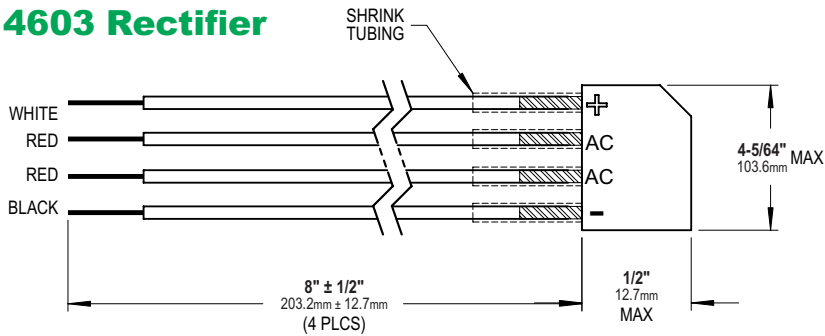 4603 Rectifier
SHRINK
TUBING
WHITE
RED
RED
BLACK
+
AC
AC
-
4-5/64" MAX
103.6mm
8" ± 1/2"
203.2mm ± 12.7mm
(4 PLCS)
1/2"
12.7mm
MAX